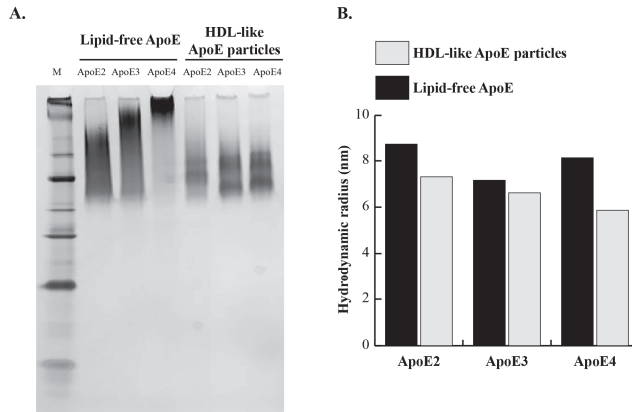 A.
Lipid-free ApoE
HDL-like
ApoE particles
M ApoE2 ApoE3 ApoE4 ApoE2 ApoE3 ApoE4
B.
HDL-like ApoE particles
Lipid-free ApoE
Hydrodynamic radius (nm)
10
8
6
4
2
0
ApoE2 ApoE3 ApoE4